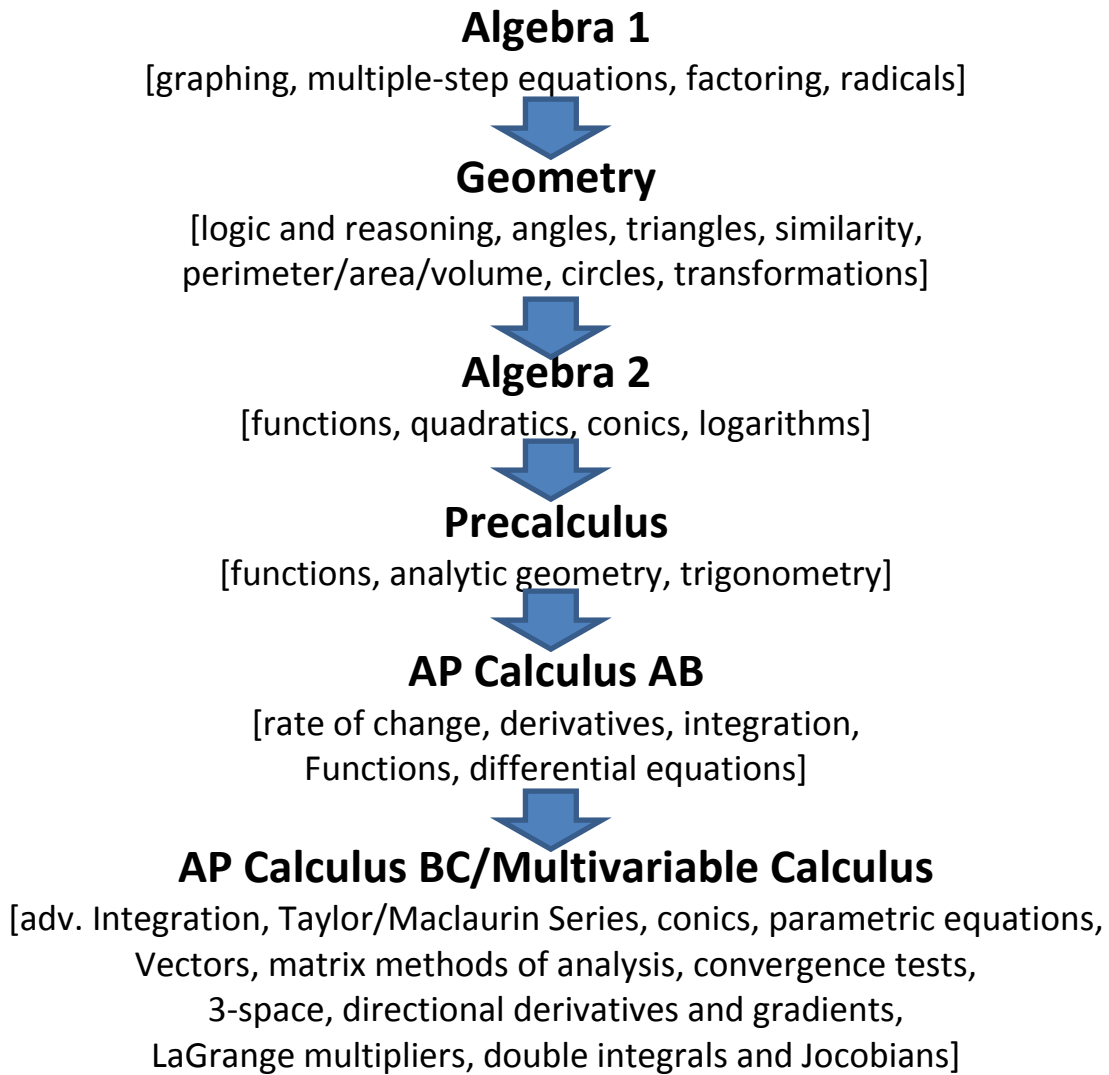 Algebra 1
[graphing, multiple-step equations, factoring, radicals]
Geometry
[logic and reasoning, angles, triangles, similarity,
perimeter/area/volume, circles, transformations]
Algebra 2
[functions, quadratics, conics, logarithms]
Precalculus
[functions, analytic geometry, trigonometry]
AP Calculus AB
[rate of change, derivatives, integration,
Functions, differential equations]
AP Calculus BC/Multivariable Calculus
[adv. Integration, Taylor/Maclaurin Series, conics, parametric equations,
Vectors, matrix methods of analysis, convergence tests,
3-space, directional derivatives and gradients,
LaGrange multipliers, double integrals and Jocobians]